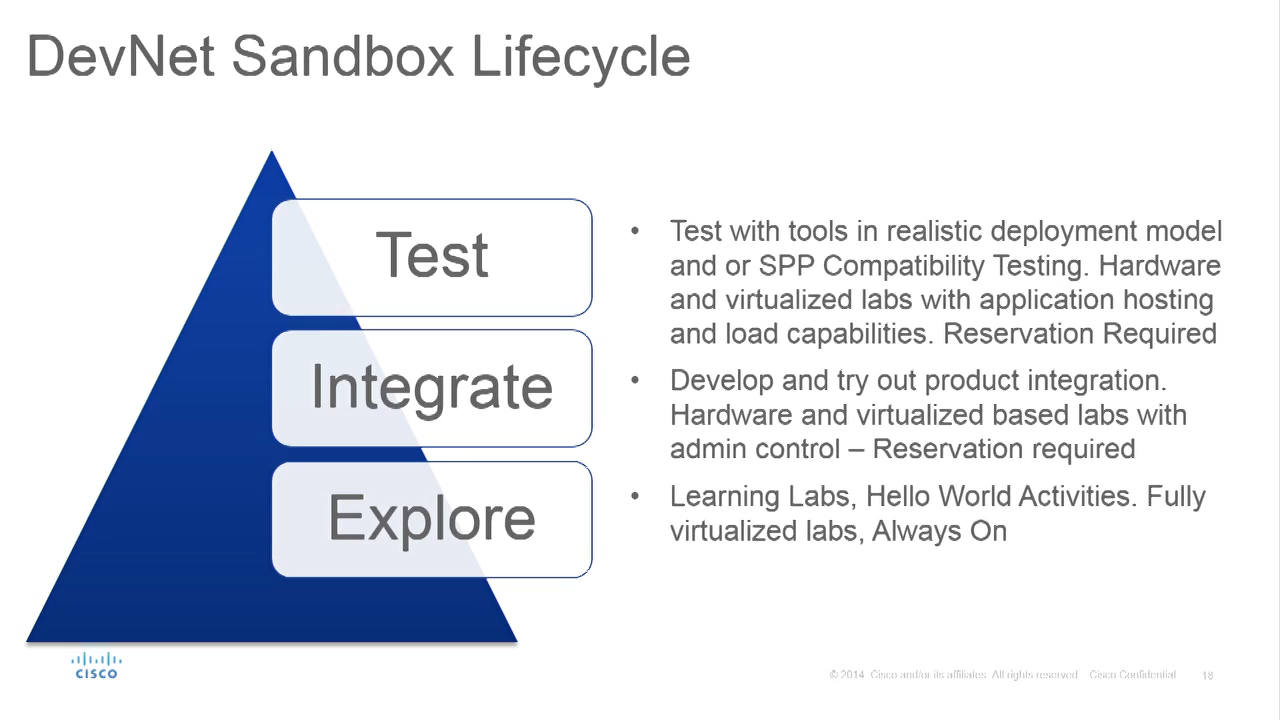 DevNet Sandbox Lifecycle
Test
Integrate
Explore
• Test with tools in realistic deployment model
and or SPP Compatibility Testing. Hardware
and virtualized labs with application hosting
and load capabilities. Reservation Required
• Develop and try out product integration.
Hardware and virtualized based labs with
admin control – Reservation required
• Learning Labs, Hello World Activities. Fully
virtualized labs, Always On
CISCO
© 2014 Cisco and/or its affiliates. All rights reserved. Cisco Confidential 18